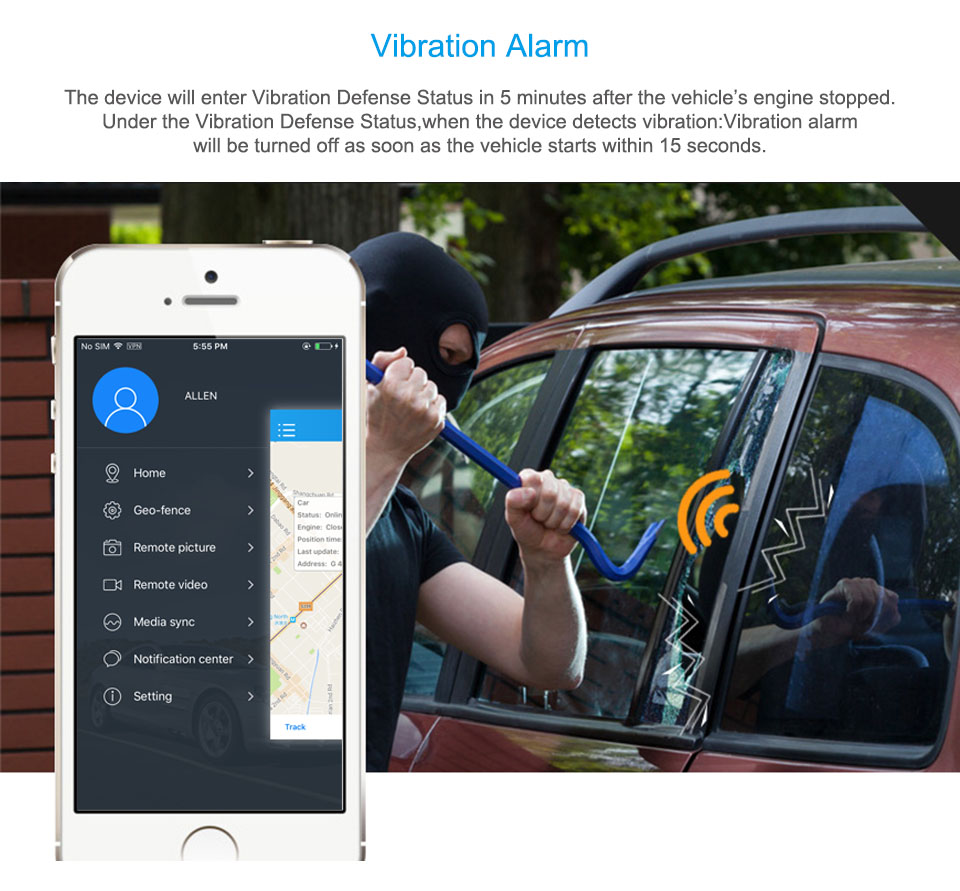 Vibration Alarm
The device will enter Vibration Defense Status in 5 minutes after the vehicle’s engine stopped.
Under the Vibration Defense Status,when the device detects vibration:Vibration alarm
will be turned off as soon as the vehicle starts within 15 seconds.
No SIM VPN 5:55 PM
ALLEN
Home
Geo-fence
Remote picture
Remote video
Media sync
Notification center
Setting
Shangchuan Rd
Car
Status: Onlin
Engine: Clos
Position time:
Last update:
Address: G 4
Track